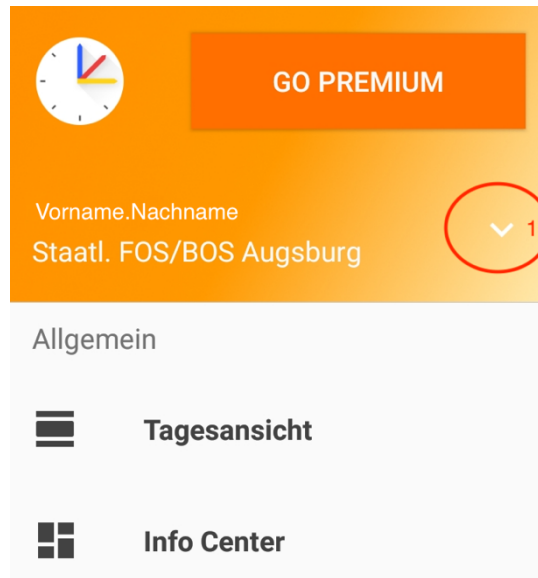 GO PREMIUM
Vorname.Nachname
Staatl. FOS/BOS Augsburg
1
Allgemein
Tagesansicht
Info Center